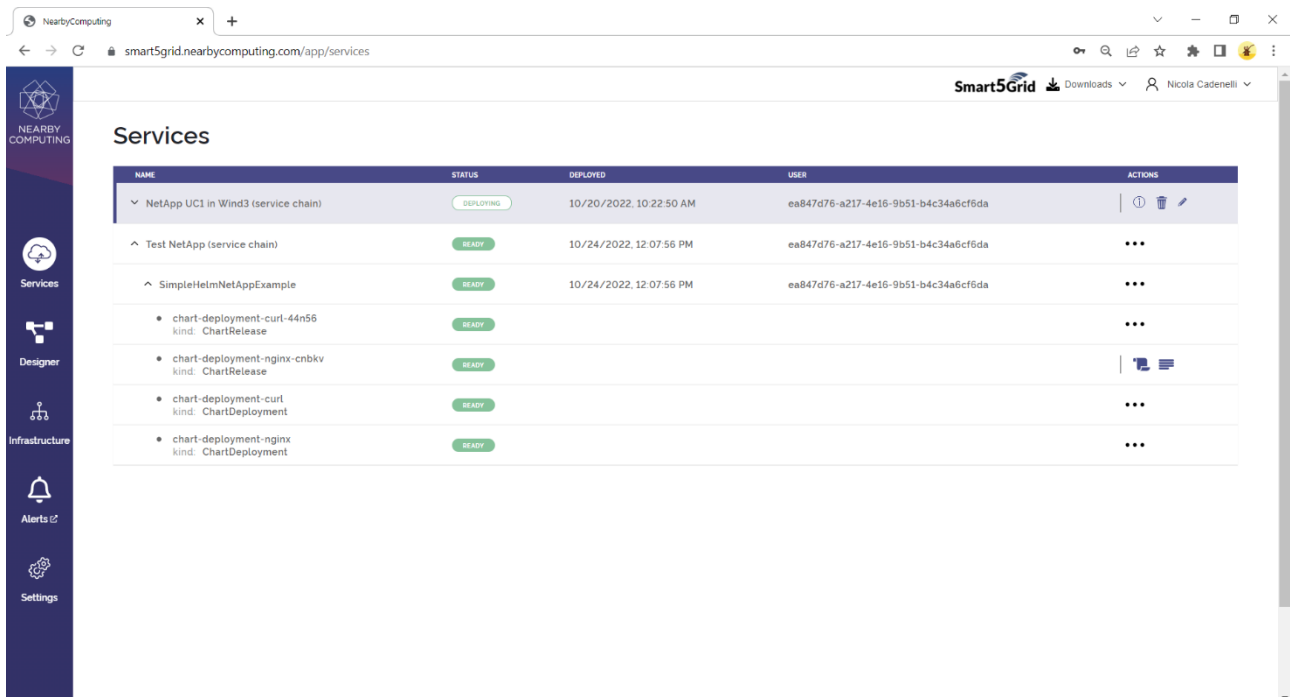 NearbyComputing
smart5grid.nearbycomputing.com/app/services
Smart5Grid Downloads Nicola Cadenelli
NEARBY
COMPUTING
Services
NAME STATUS DEPLOYED USER ACTIONS
NetApp UC1 in Wind3 (service chain) DEPLOYING 10/20/2022, 10:22:50 AM ea847d76-a217-4e16-9b51-b4c34a6cf6da
Test NetApp (service chain) READY 10/24/2022, 12:07:56 PM ea847d76-a217-4e16-9b51-b4c34a6cf6da
Services
SimpleHelmNetAppExample READY 10/24/2022, 12:07:56 PM ea847d76-a217-4e16-9b51-b4c34a6cf6da
chart-deployment-curl-44n56 READY
kind: ChartRelease
Designer
chart-deployment-nginx-cnbkv READY
kind: ChartRelease
chart-deployment-curl READY
kind: ChartDeployment
Infrastructure
chart-deployment-nginx READY
kind: ChartDeployment
Alerts
Settings